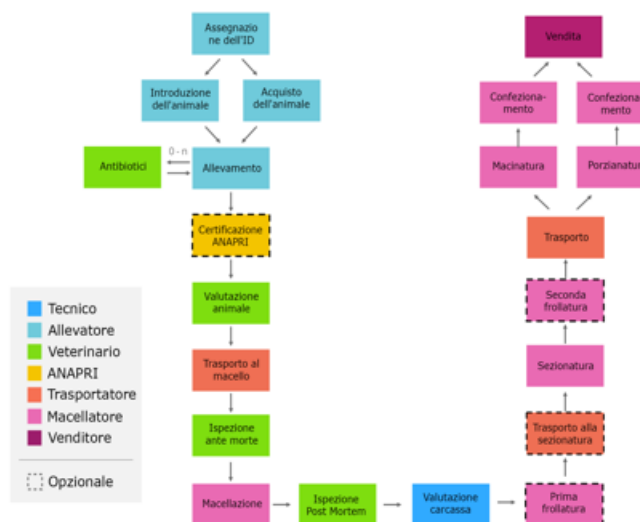 Assegnazio
ne dell'ID
Introduzione
dell'animale
Acquisto
dell'animale
Antibiotici
0 - n
Allevamento
Certificazione
ANAPRI
Valutazione
animale
Trasporto al
macello
Ispezione
ante morte
Macellazione
Ispezione
Post Mortem
Valutazione
carcassa
Prima
frollatura
Trasporto alla
sezionatura
Sezionatura
Seconda
frollatura
Trasporto
Macinatura
Porzionatur
Confeziona-
mento
Confeziona-
mento
Vendita
Tecnico
Allevatore
Veterinario
ANAPRI
Trasportatore
Macellatore
Venditore
Opzionale